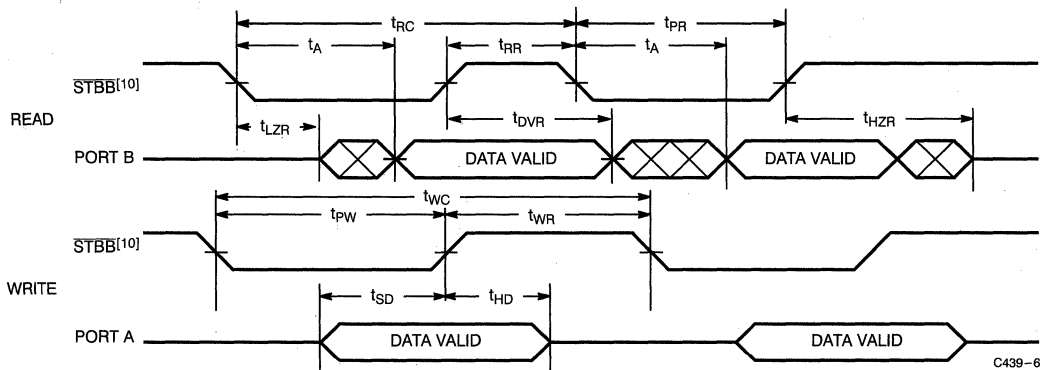 tRC tPR
tA tRR tA
STBB[10]
READ
tLZR tDVR tHZR
PORT B DATA VALID DATA VALID
tWC
tPW tWR
STBB[10]
WRITE
tSD tHD
PORT A DATA VALID DATA VALID
C439-6